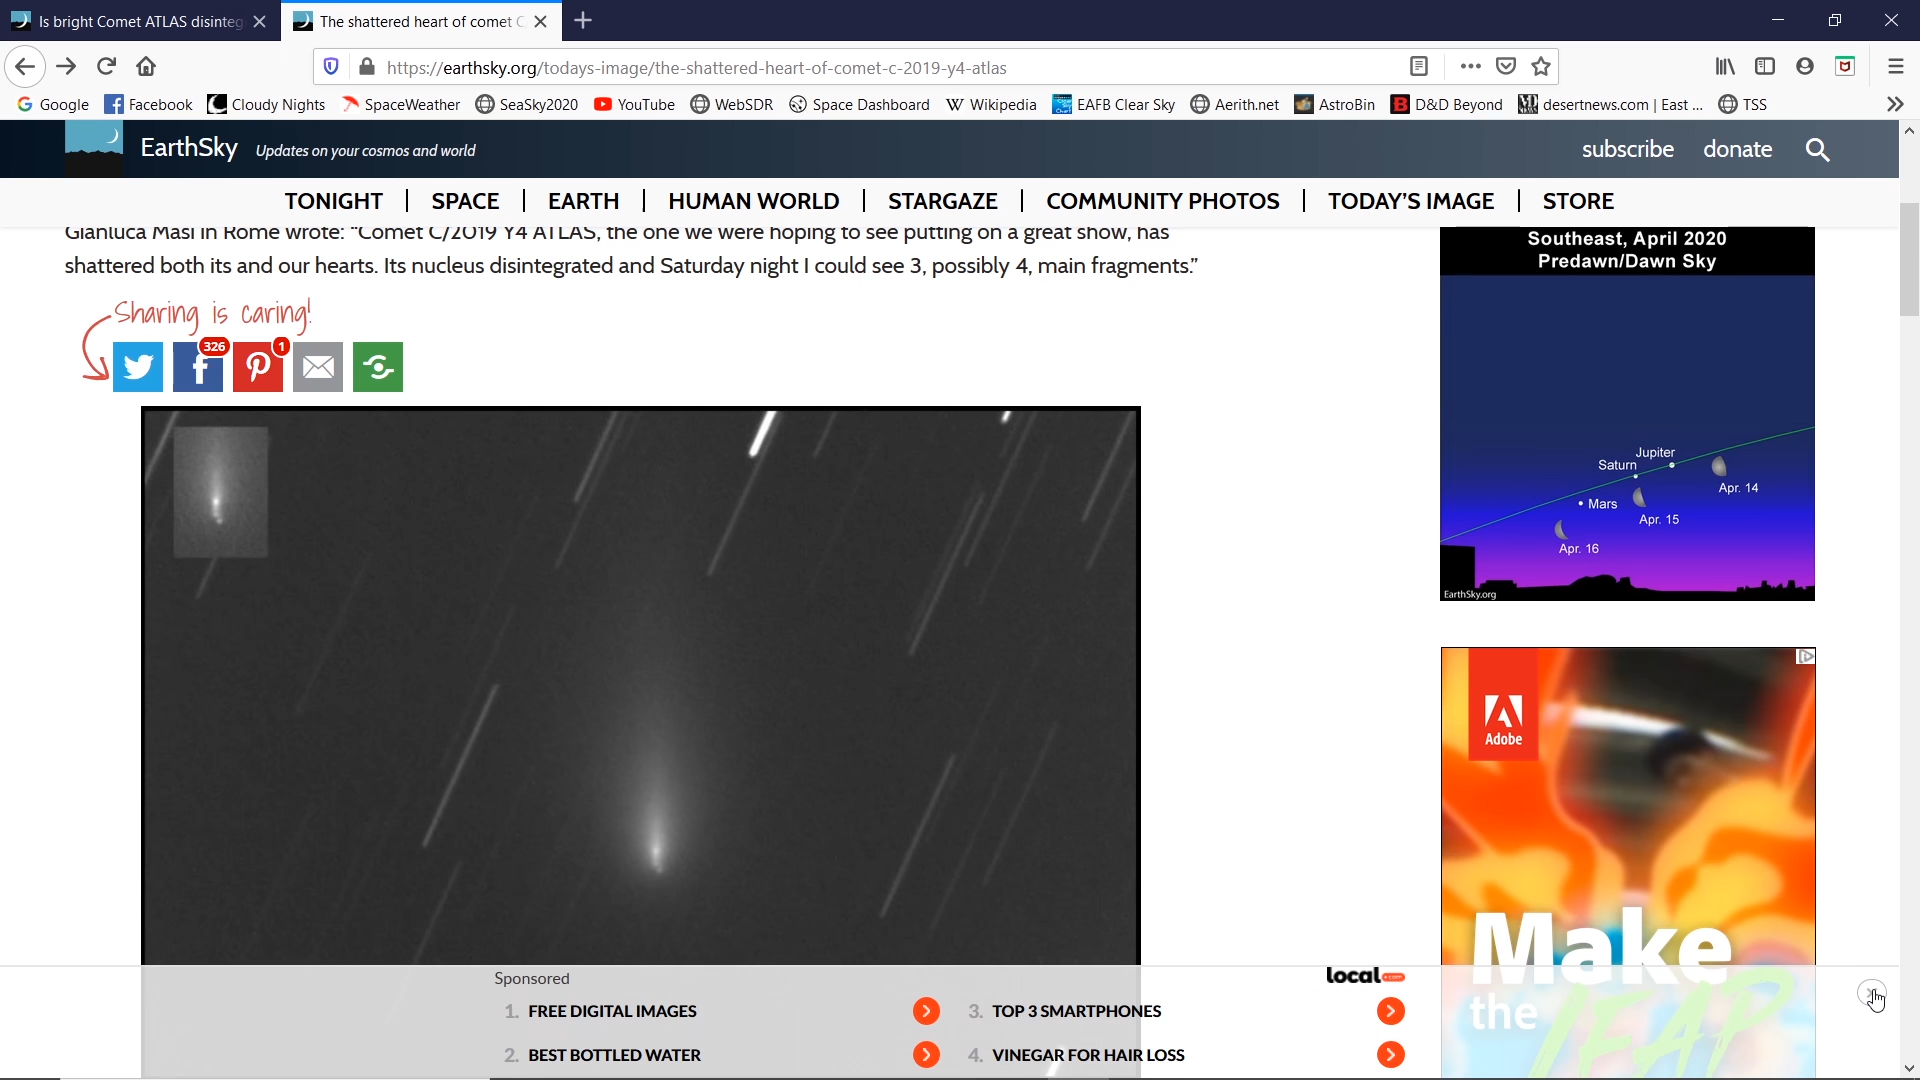 Is bright Comet ATLAS disinteg
The shattered heart of comet C
https://earthsky.org/todays-image/the-shattered-heart-of-comet-c-2019-y4-atlas
Google Facebook Cloudy Nights SpaceWeather SeaSky2020 YouTube WebSDR Space Dashboard Wikipedia EAFB Clear Sky Aerith.net AstroBin D&D Beyond desertnews.com | East ... TSS
EarthSky Updates on your cosmos and world
subscribe donate
TONIGHT | SPACE | EARTH | HUMAN WORLD | STARGAZE | COMMUNITY PHOTOS | TODAY'S IMAGE | STORE
Gianluca Masi in Rome wrote: “Comet C/2019 Y4 ATLAS, the one we were hoping to see putting on a great show, has
shattered both its and our hearts. Its nucleus disintegrated and Saturday night I could see 3, possibly 4, main fragments.”
Sharing is caring!
326
1
Southeast, April 2020
Predawn/Dawn Sky
Jupiter
Saturn
Apr. 14
Mars
Apr. 15
Apr. 16
EarthSky.org
Adobe
Make
the LEAP
Sponsored
local.com
1. FREE DIGITAL IMAGES
3. TOP 3 SMARTPHONES
2. BEST BOTTLED WATER
4. VINEGAR FOR HAIR LOSS